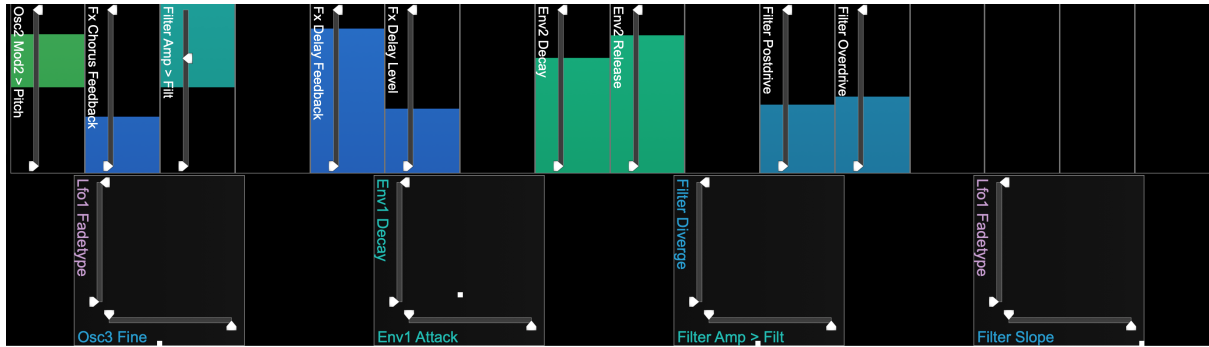 Osc2 Mod2 > Pitch
Fx Chorus Feedback
Filter Amp > Filt
Fx Delay Feedback
Fx Delay Level
Env2 Decay
Env2 Release
Filter Postdrive
Filter Overdrive
Lfo1 Fadetype
Osc3 Fine
Env1 Decay
Env1 Attack
Filter Diverge
Filter Amp > Filt
Lfo1 Fadetype
Filter Slope